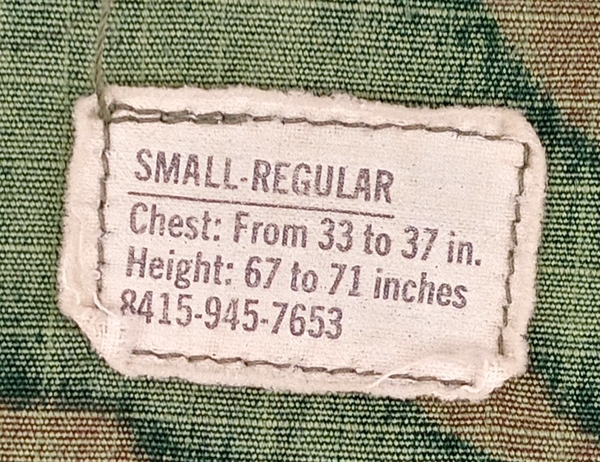 SMALL-REGULAR
Chest: From 33 to 37 in.
Height: 67 to 71 inches
8415-945-7653